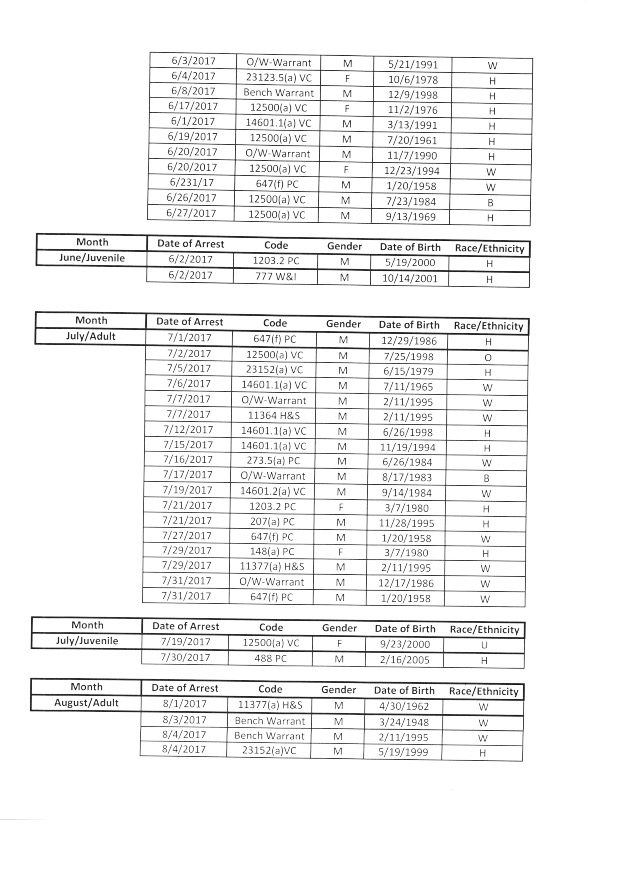 6/3/2017 O/W-Warrant M 5/21/1991 W
6/4/2017 23123.5(a) VC F 10/6/1978 H
6/8/2017 Bench Warrant M 12/9/1998 H
6/17/2017 12500(a) VC F 11/2/1976 H
6/1/2017 14601.1(a) VC M 3/13/1991 H
6/19/2017 12500(a) VC M 7/20/1961 H
6/20/2017 O/W-Warrant M 11/7/1990 H
6/20/2017 12500(a) VC F 12/23/1994 W
6/231/17 647(f) PC M 1/20/1958 W
6/26/2017 12500(a) VC M 7/23/1984 B
6/27/2017 12500(a) VC M 9/13/1969 H
Month Date of Arrest Code Gender Date of Birth Race/Ethnicity
June/Juvenile 6/2/2017 1203.2 PC M 5/19/2000 H
6/2/2017 777 W&I M 10/14/2001 H
Month Date of Arrest Code Gender Date of Birth Race/Ethnicity
July/Adult 7/1/2017 647(f) PC M 12/29/1986 H
7/2/2017 12500(a) VC M 7/25/1998 O
7/5/2017 23152(a) VC M 6/15/1979 H
7/6/2017 14601.1(a) VC M 7/11/1965 W
7/7/2017 O/W-Warrant M 2/11/1995 W
7/7/2017 11364 H&S M 2/11/1995 W
7/12/2017 14601.1(a) VC M 6/26/1998 H
7/15/2017 14601.1(a) VC M 11/19/1994 H
7/16/2017 273.5(a) PC M 6/26/1984 W
7/17/2017 O/W-Warrant M 8/17/1983 B
7/19/2017 14601.2(a) VC M 9/14/1984 W
7/21/2017 1203.2 PC F 3/7/1980 H
7/21/2017 207(a) PC M 11/28/1995 H
7/27/2017 647(f) PC M 1/20/1958 W
7/29/2017 148(a) PC F 3/7/1980 H
7/29/2017 11377(a) H&S M 2/11/1995 W
7/31/2017 O/W-Warrant M 12/17/1986 W
7/31/2017 647(f) PC M 1/20/1958 W
Month Date of Arrest Code Gender Date of Birth Race/Ethnicity
July/Juvenile 7/19/2017 12500(a) VC F 9/23/2000 U
7/30/2017 488 PC M 2/16/2005 H
Month Date of Arrest Code Gender Date of Birth Race/Ethnicity
August/Adult 8/1/2017 11377(a) H&S M 4/30/1962 W
8/3/2017 Bench Warrant M 3/24/1948 W
8/4/2017 Bench Warrant M 2/11/1995 W
8/4/2017 23152(a)VC M 5/19/1999 H